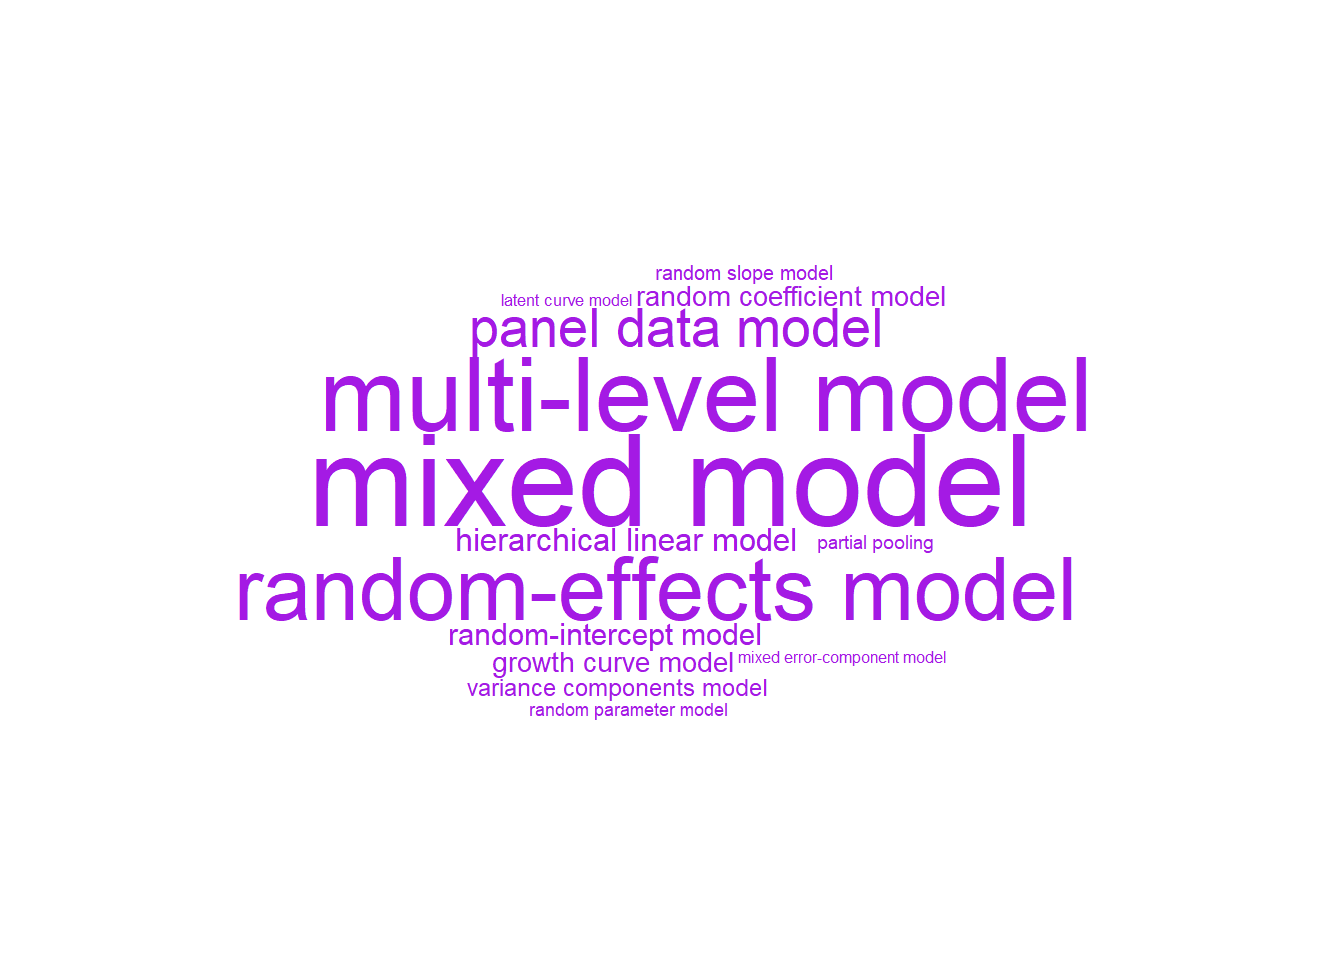 random slope model
latent curve model random coefficient model
panel data model
multi-level model
mixed model
hierarchical linear model partial pooling
random-effects model
random-intercept model
growth curve model mixed error-component model
variance components model
random parameter model